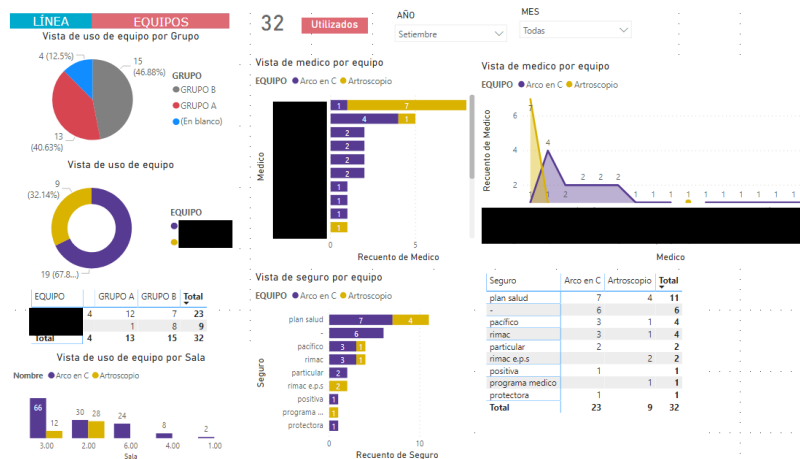 LÍNEA EQUIPOS
32 Utilizados
AÑO
Setiembre
MES
Todas
Vista de uso de equipo por Grupo
4 (12.5%)
15
(46.88%)
13
(40.63%)
GRUPO
GRUPO B
GRUPO A
(En blanco)
Vista de uso de equipo
9
(32.14%)
19 (67.8...)
EQUIPO
EQUIPO GRUPO A GRUPO B Total
4 12 7 23
1 8 9
Total 4 13 15 32
Vista de uso de equipo por Sala
Nombre Arco en C Artroscopio
66 12 30 28 24 8 2
3.00 2.00 6.00 4.00 1.00
Sala
Vista de medico por equipo
EQUIPO Arco en C Artroscopio
Medico
1 7
4 1
2
2
2
2
1
1
1
1
0 5
Recuento de Medico
Vista de seguro por equipo
EQUIPO Arco en C Artroscopio
Seguro
plan salud 7 4
- 6
pacífico 3 1
rimac 3 1
particular 2
rimac e.p.s 2
positiva 1
programa ... 1
protectora 1
0 10
Recuento de Seguro
Vista de medico por equipo
EQUIPO Arco en C Artroscopio
Recuento de Medico
6
4
2
7
4
2 2 2
1 1 2 1 1 1 1 1 1 1 1 1 1
Medico
Seguro Arco en C Artroscopio Total
plan salud 7 4 11
- 6 6
pacífico 3 1 4
rimac 3 1 4
particular 2 2
rimac e.p.s 2 2
positiva 1 1
programa medico 1 1
protectora 1 1
Total 23 9 32